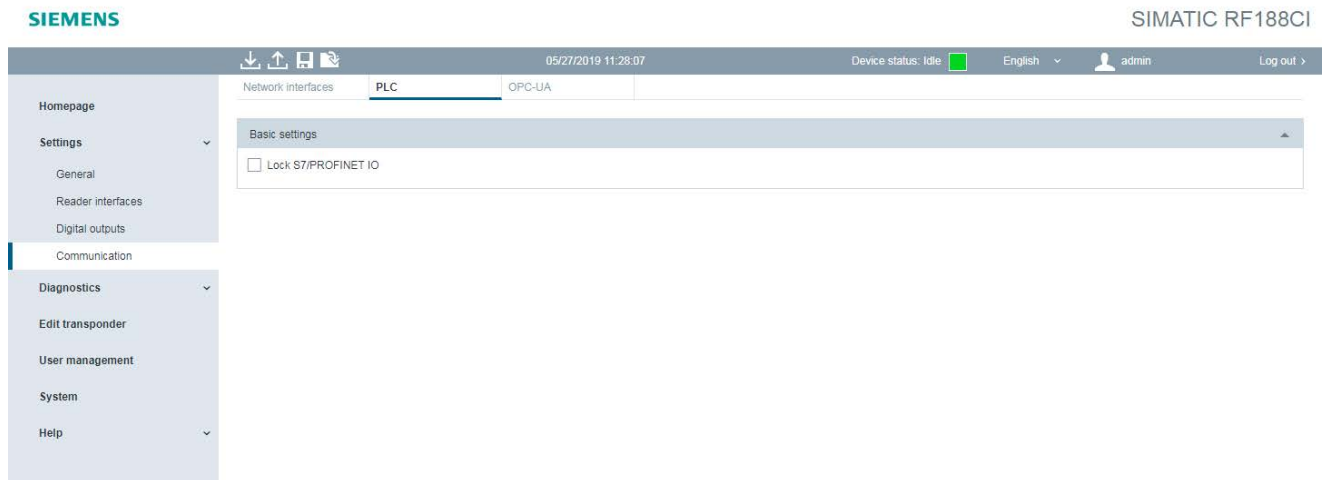 SIEMENS
SIMATIC RF188CI
05/27/2019 11:28:07
Device status: Idle
English
admin
Log out >
Network interfaces
PLC
OPC-UA
Homepage
Settings
General
Reader interfaces
Digital outputs
Communication
Diagnostics
Edit transponder
User management
System
Help
Basic settings
Lock S7/PROFINET IO